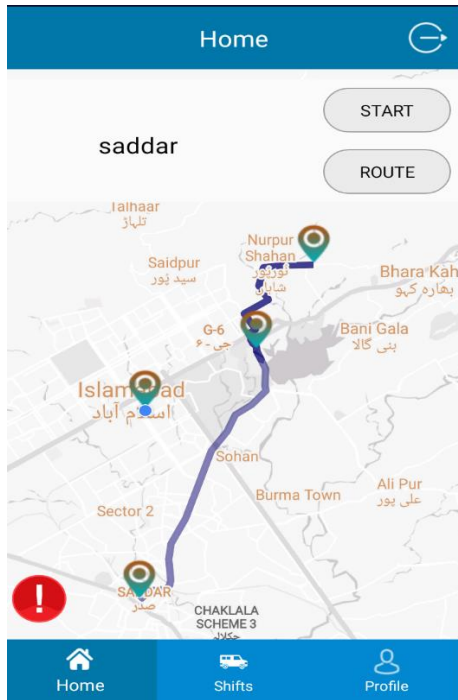 Home
saddar
START
ROUTE
Talhaar
تلہاڑ
Nurpur
Shahan
نورپور
شاہاں
Saidpur
سید پور
Bhara Kah
بھارہ کہو
G-6
جی - ۶
Bani Gala
بنی گالا
Islamabad
اسلام آباد
Sohan
Burma Town
Ali Pur
علی پور
Sector 2
SADDAR
صدر
CHAKLALA
SCHEME 3
چکلالہ
Home
Shifts
Profile